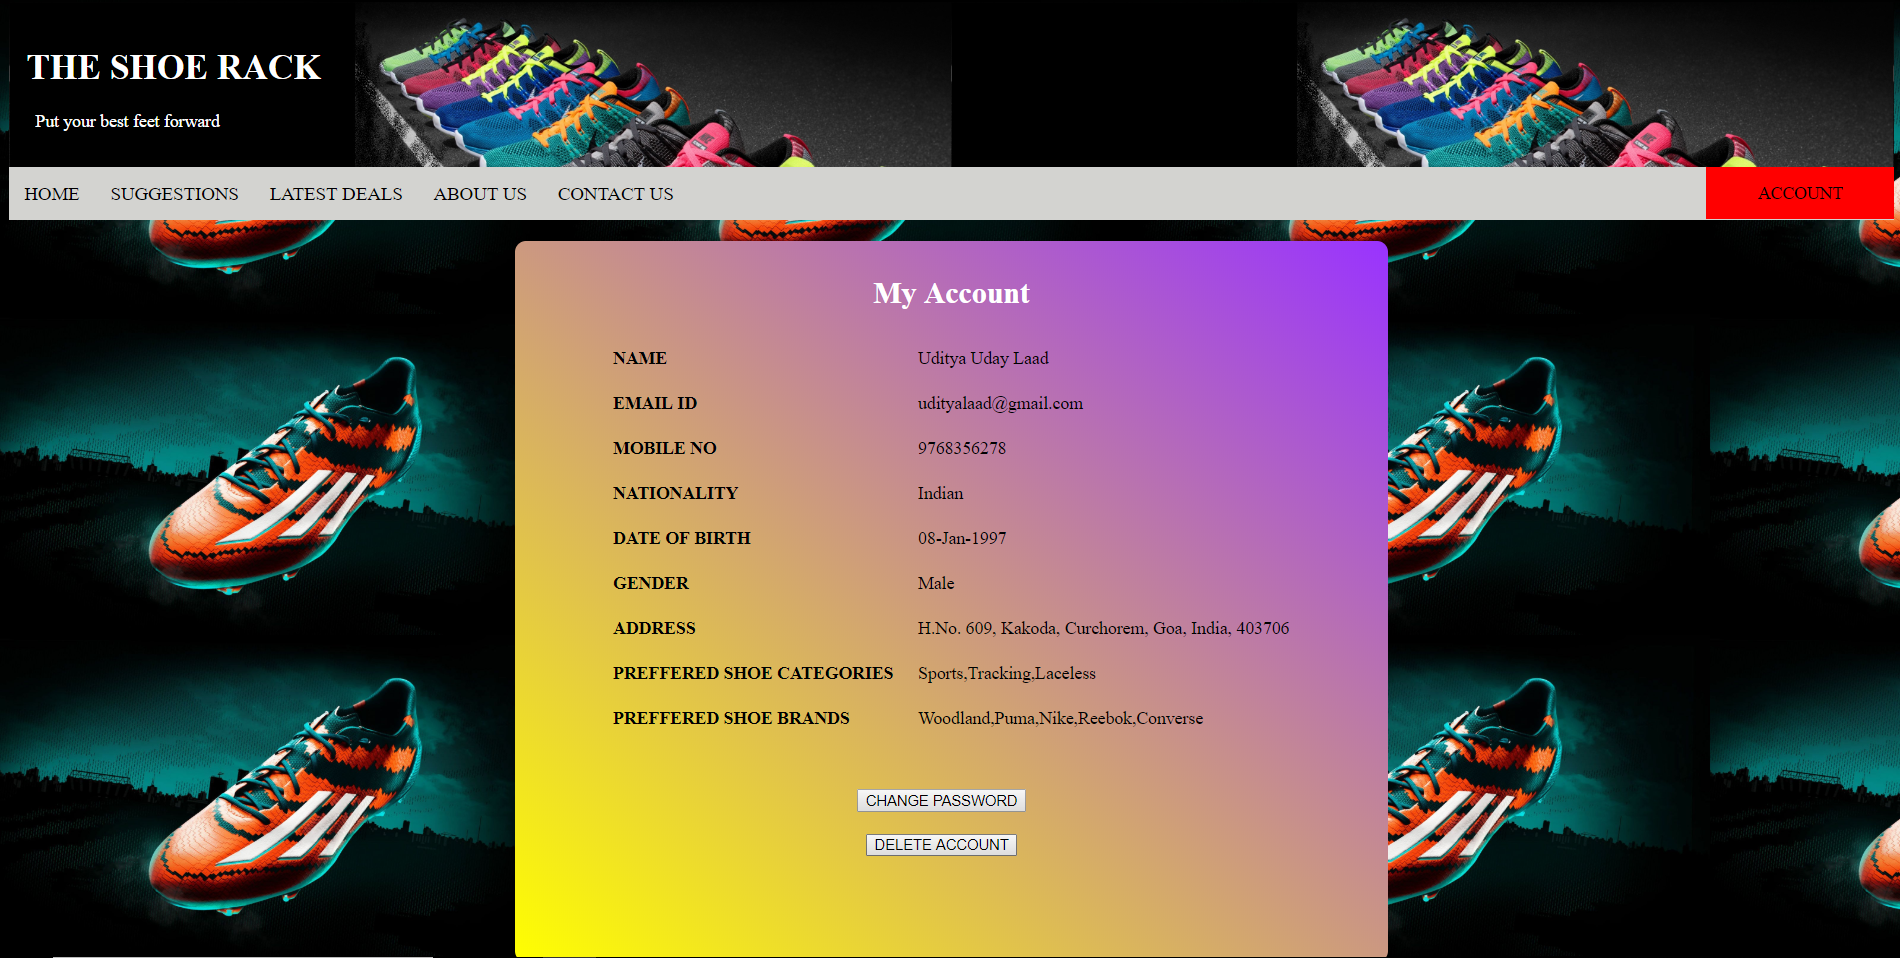 THE SHOE RACK
Put your best feet forward
HOME SUGGESTIONS LATEST DEALS ABOUT US CONTACT US ACCOUNT
My Account
NAME Uditya Uday Laad
EMAIL ID udityalaad@gmail.com
MOBILE NO 9768356278
NATIONALITY Indian
DATE OF BIRTH 08-Jan-1997
GENDER Male
ADDRESS H.No. 609, Kakoda, Curchorem, Goa, India, 403706
PREFFERED SHOE CATEGORIES Sports,Tracking,Laceless
PREFFERED SHOE BRANDS Woodland,Puma,Nike,Reebok,Converse
CHANGE PASSWORD
DELETE ACCOUNT